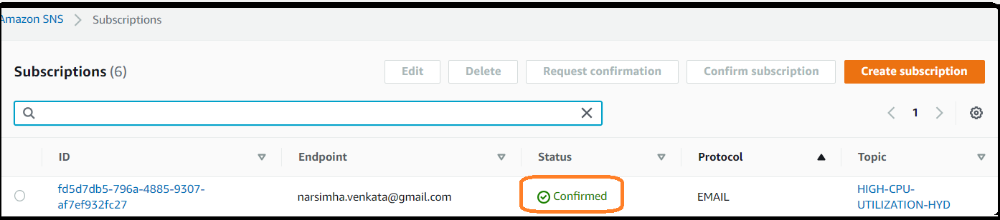 Amazon SNS > Subscriptions
Subscriptions (6) Edit Delete Request confirmation Confirm subscription Create subscription
1
ID Endpoint Status Protocol Topic
fd5d7db5-796a-4885-9307-
af7ef932fc27
narsimha.venkata@gmail.com
Confirmed
EMAIL
HIGH-CPU-
UTILIZATION-HYD